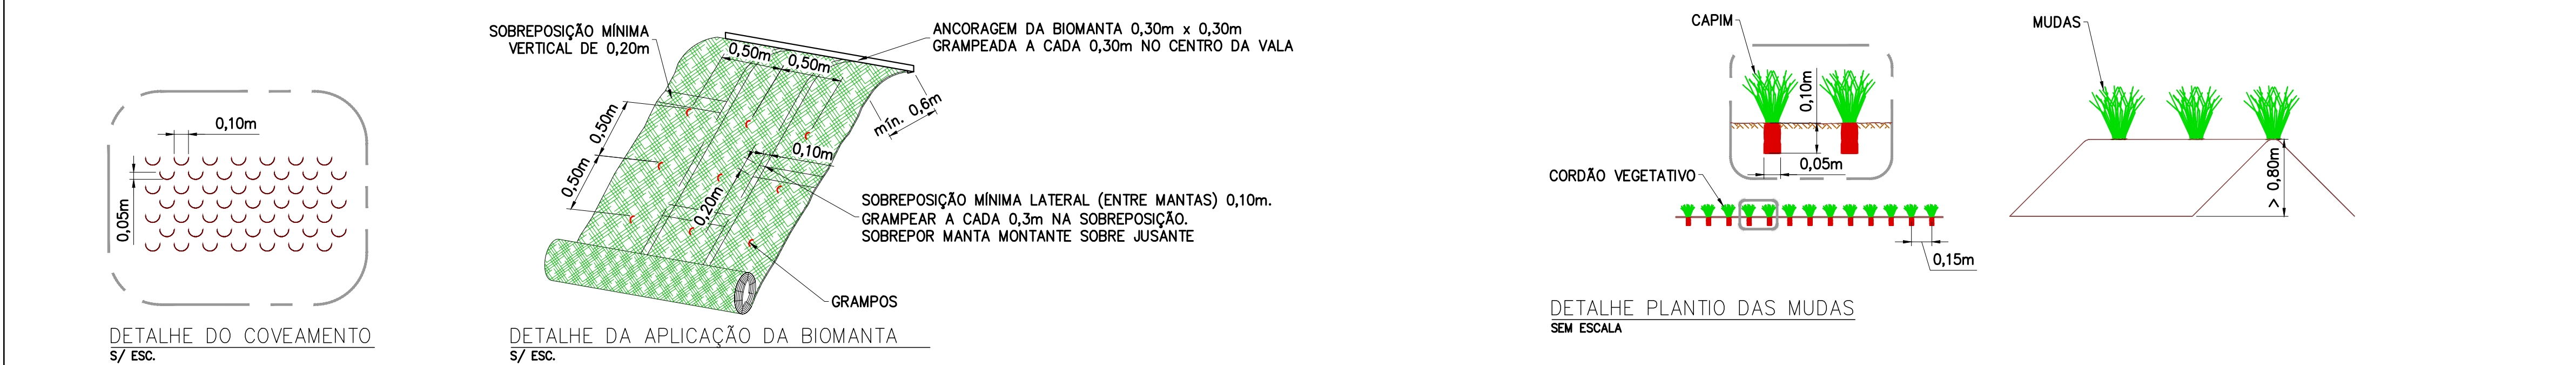 0,10m
0,05m
DETALHE DO COVEAMENTO
S/ ESC.
SOBREPOSIÇÃO MÍNIMA
VERTICAL DE 0,20m
ANCORAGEM DA BIOMANTA 0,30m x 0,30m
GRAMPEADA A CADA 0,30m NO CENTRO DA VALA
0,50m
0,50m
mín. 0,6m
0,50m
0,50m
0,10m
0,20m
SOBREPOSIÇÃO MÍNIMA LATERAL (ENTRE MANTAS) 0,10m.
GRAMPEAR A CADA 0,3m NA SOBREPOSIÇÃO.
SOBREPOR MANTA MONTANTE SOBRE JUSANTE
GRAMPOS
DETALHE DA APLICAÇÃO DA BIOMANTA
S/ ESC.
CAPIM
0,10m
0,05m
CORDÃO VEGETATIVO
0,15m
MUDAS
> 0,80m
DETALHE PLANTIO DAS MUDAS
SEM ESCALA